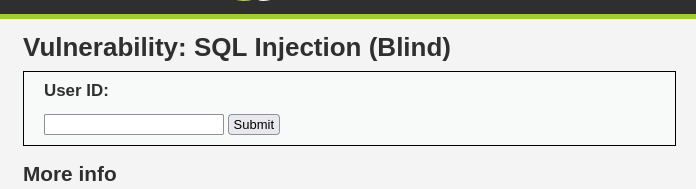 Vulnerability: SQL Injection (Blind)
User ID:
Submit
More info